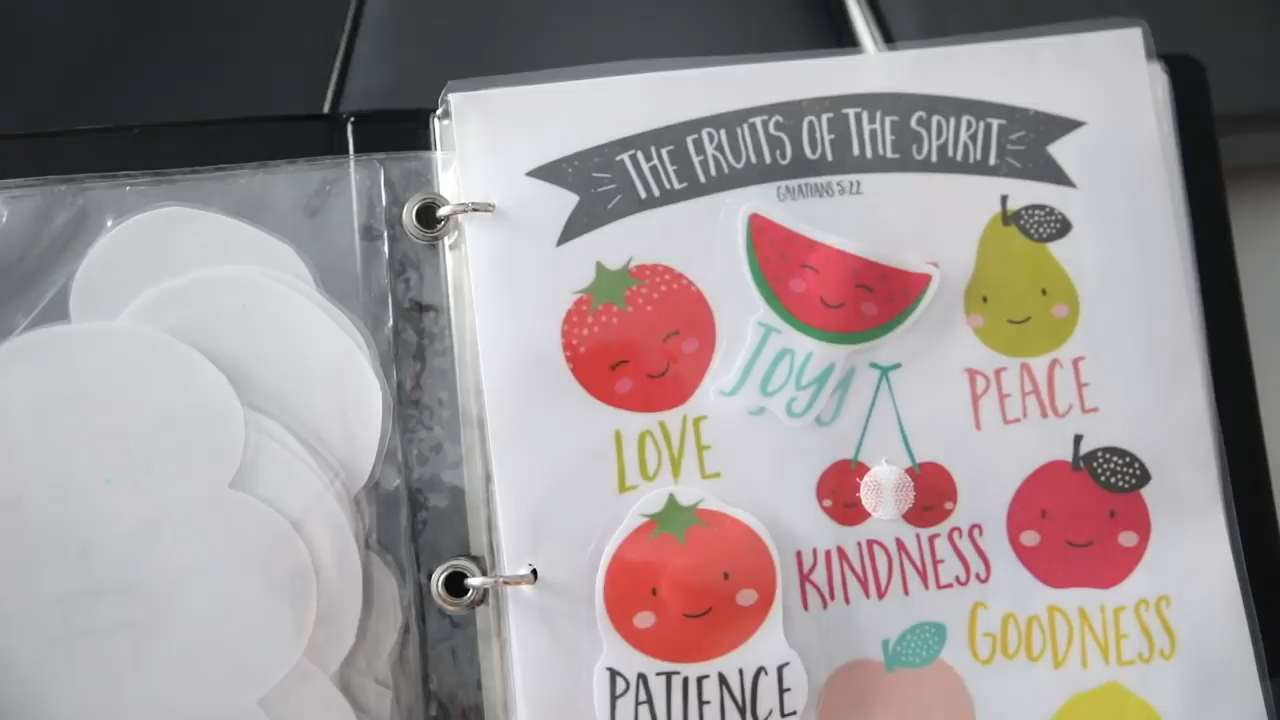 THE FRUITS OF THE SPIRIT
GALATIANS 5:22
JOY
LOVE
PEACE
KINDNESS
GOODNESS
PATIENCE